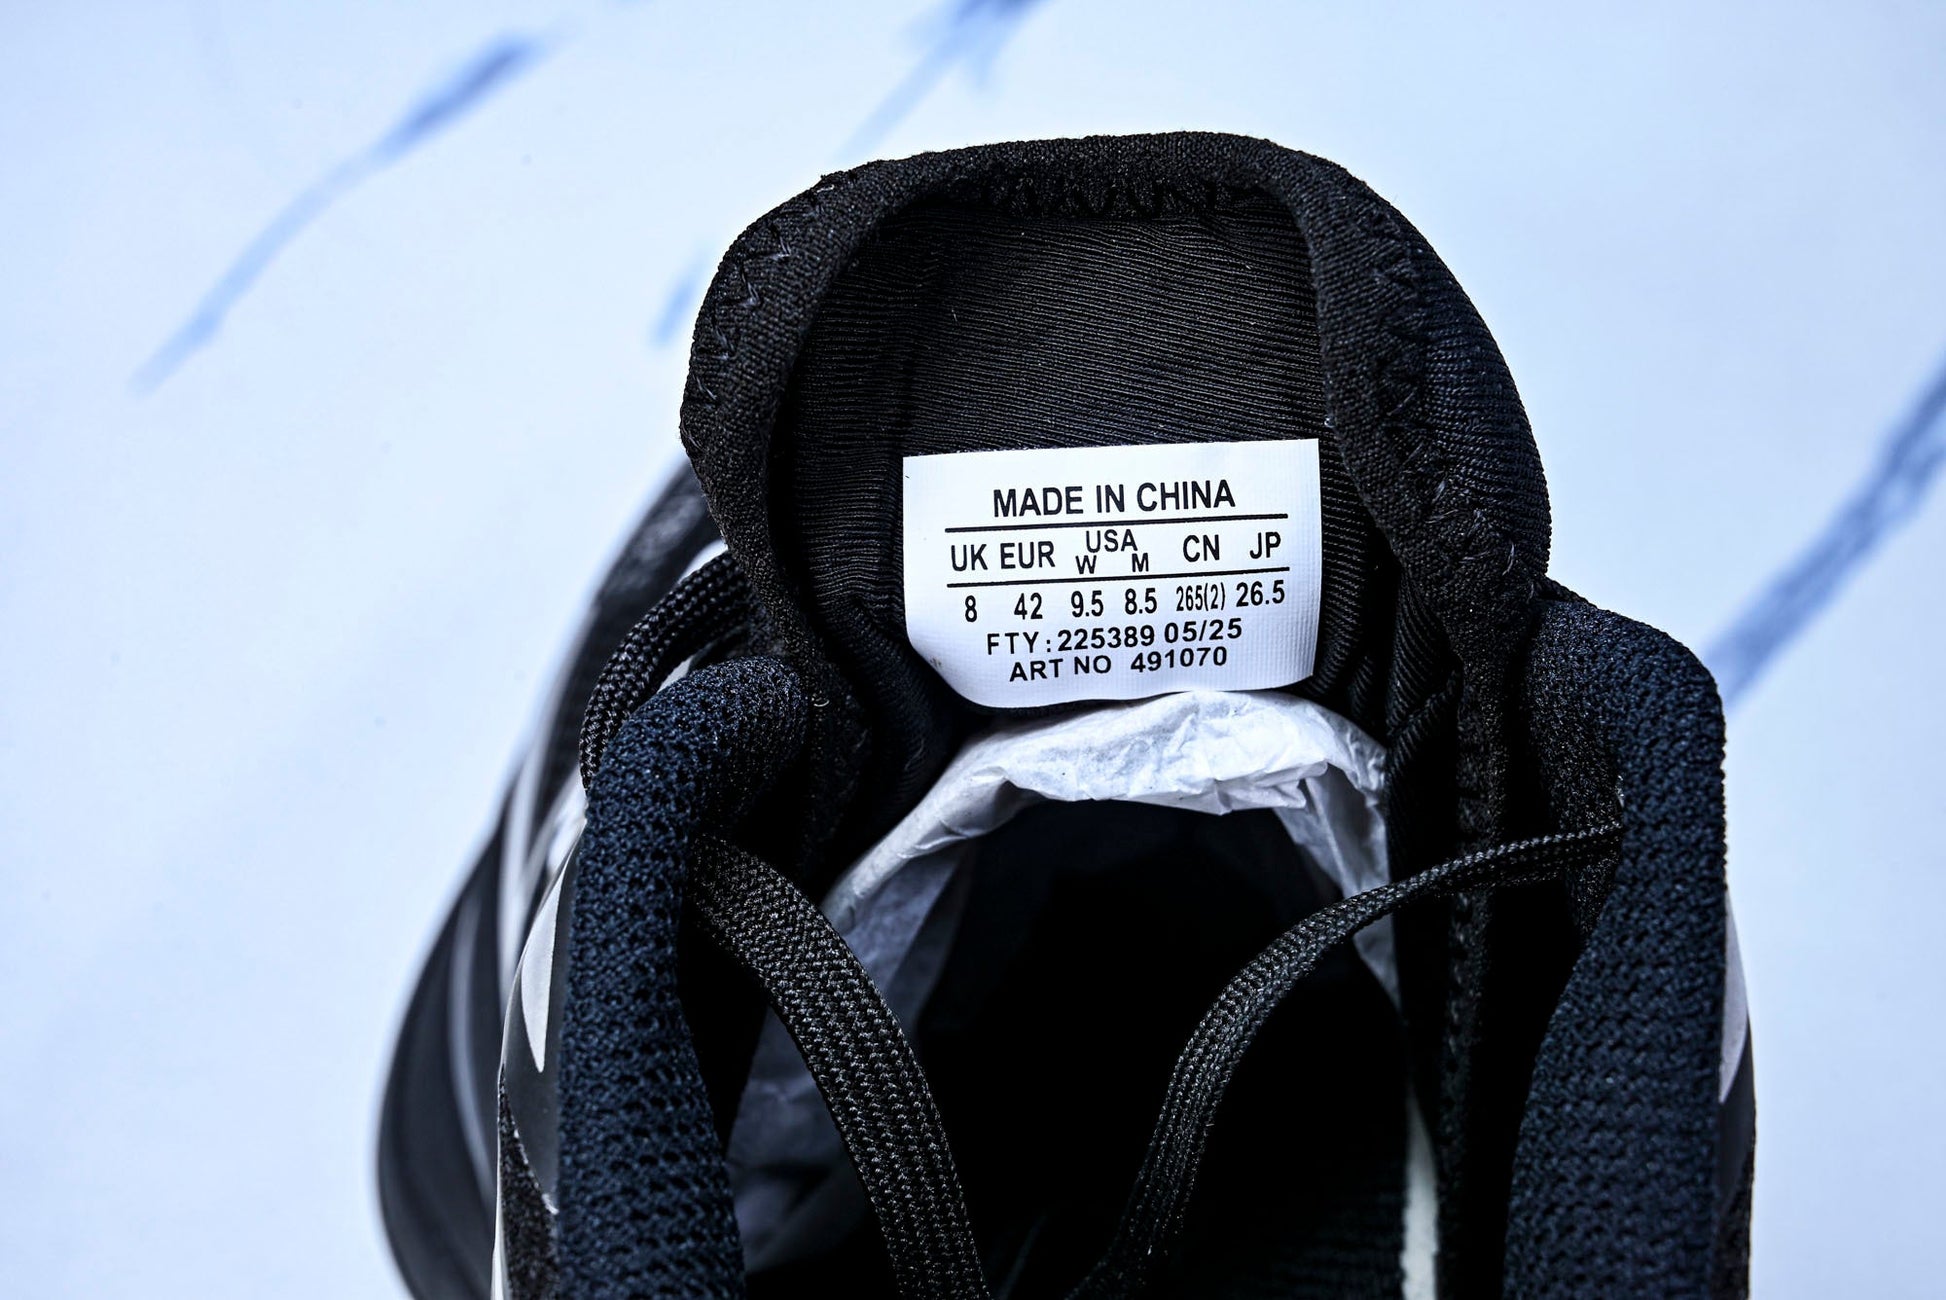 MADE IN CHINA
UK EUR USA CN JP
W M
8 42 9.5 8.5 265(2) 26.5
FTY: 225389 05/25
ART NO 491070